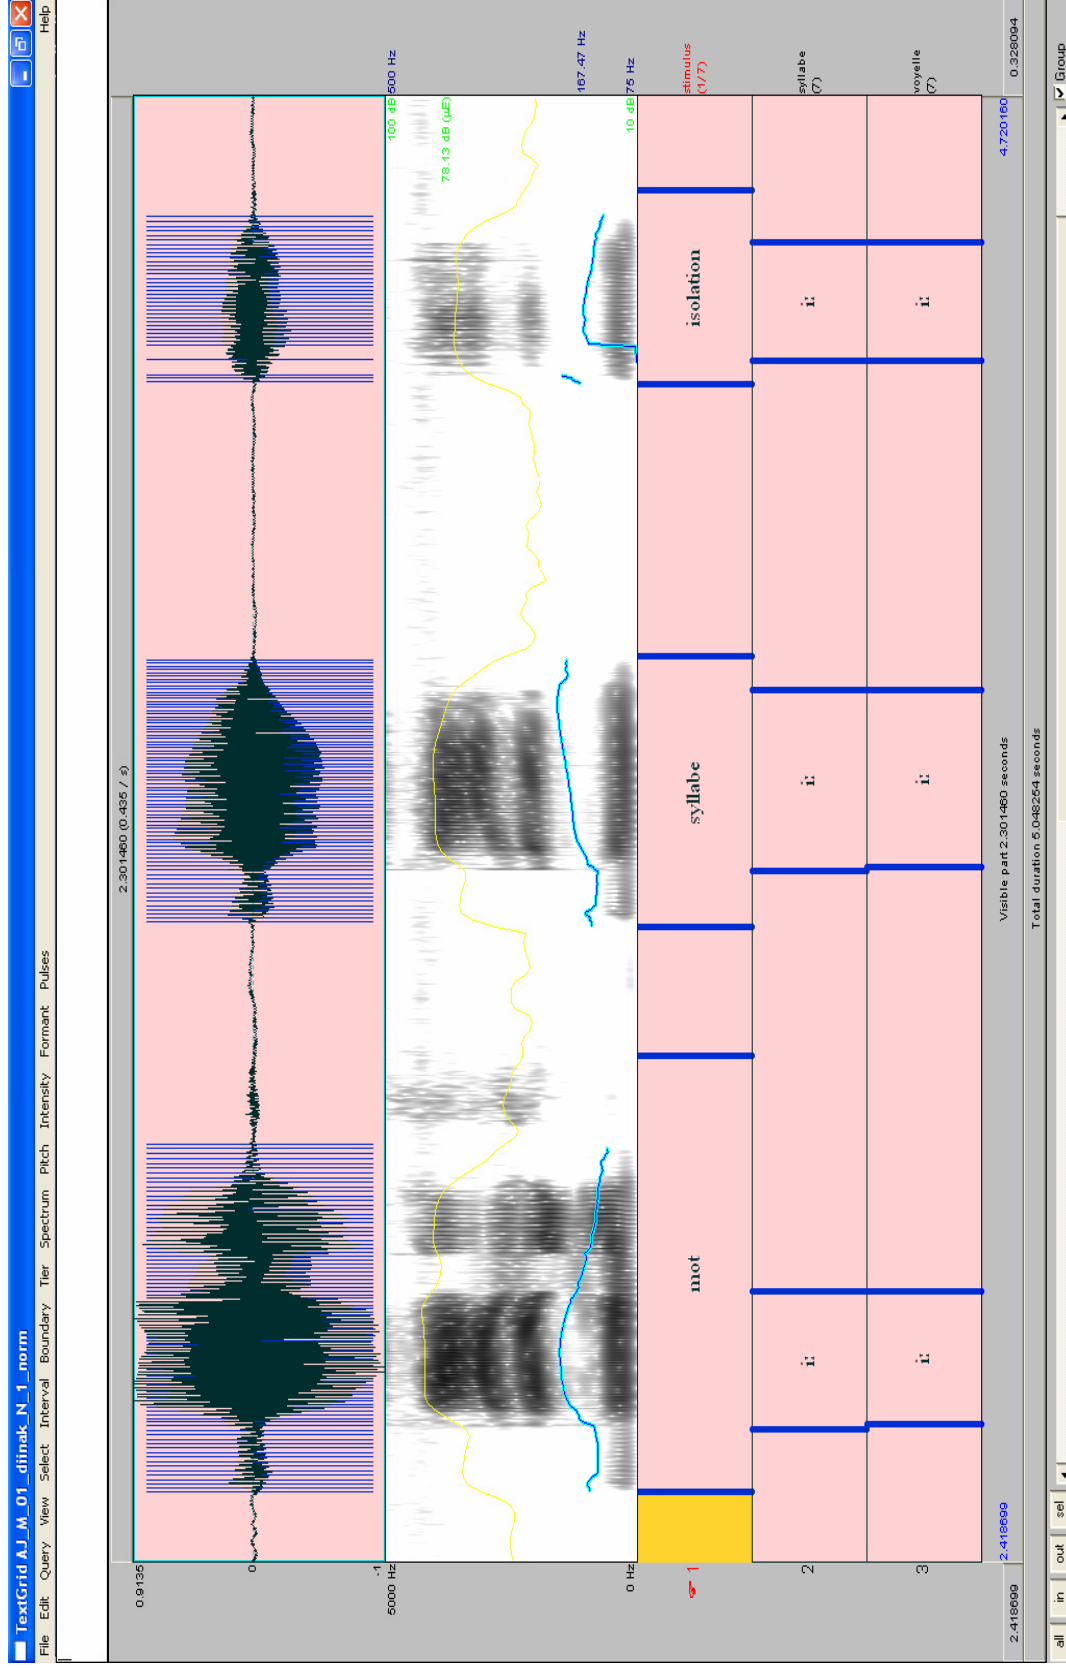 TextGrid AJ_M_01_diinak_N_1_norm
File Edit Query View Select Interval Boundary Tier Spectrum Pitch Intensity Formant Pulses Help
2.301460 (0.435 / s)
0.9135
0
-1
5000 Hz
100 dB 500 Hz
78.13 dB (µE)
167.47 Hz
0 Hz
10 dB 75 Hz
1 mot syllabe isolation stimulus (1/7)
2 i: i: i: syllabe (7)
3 i: i: i: voyelle (7)
2.418699 4.720160
2.418699 Visible part 2.301460 seconds 0.328094
Total duration 5.048254 seconds
all in out sel Group